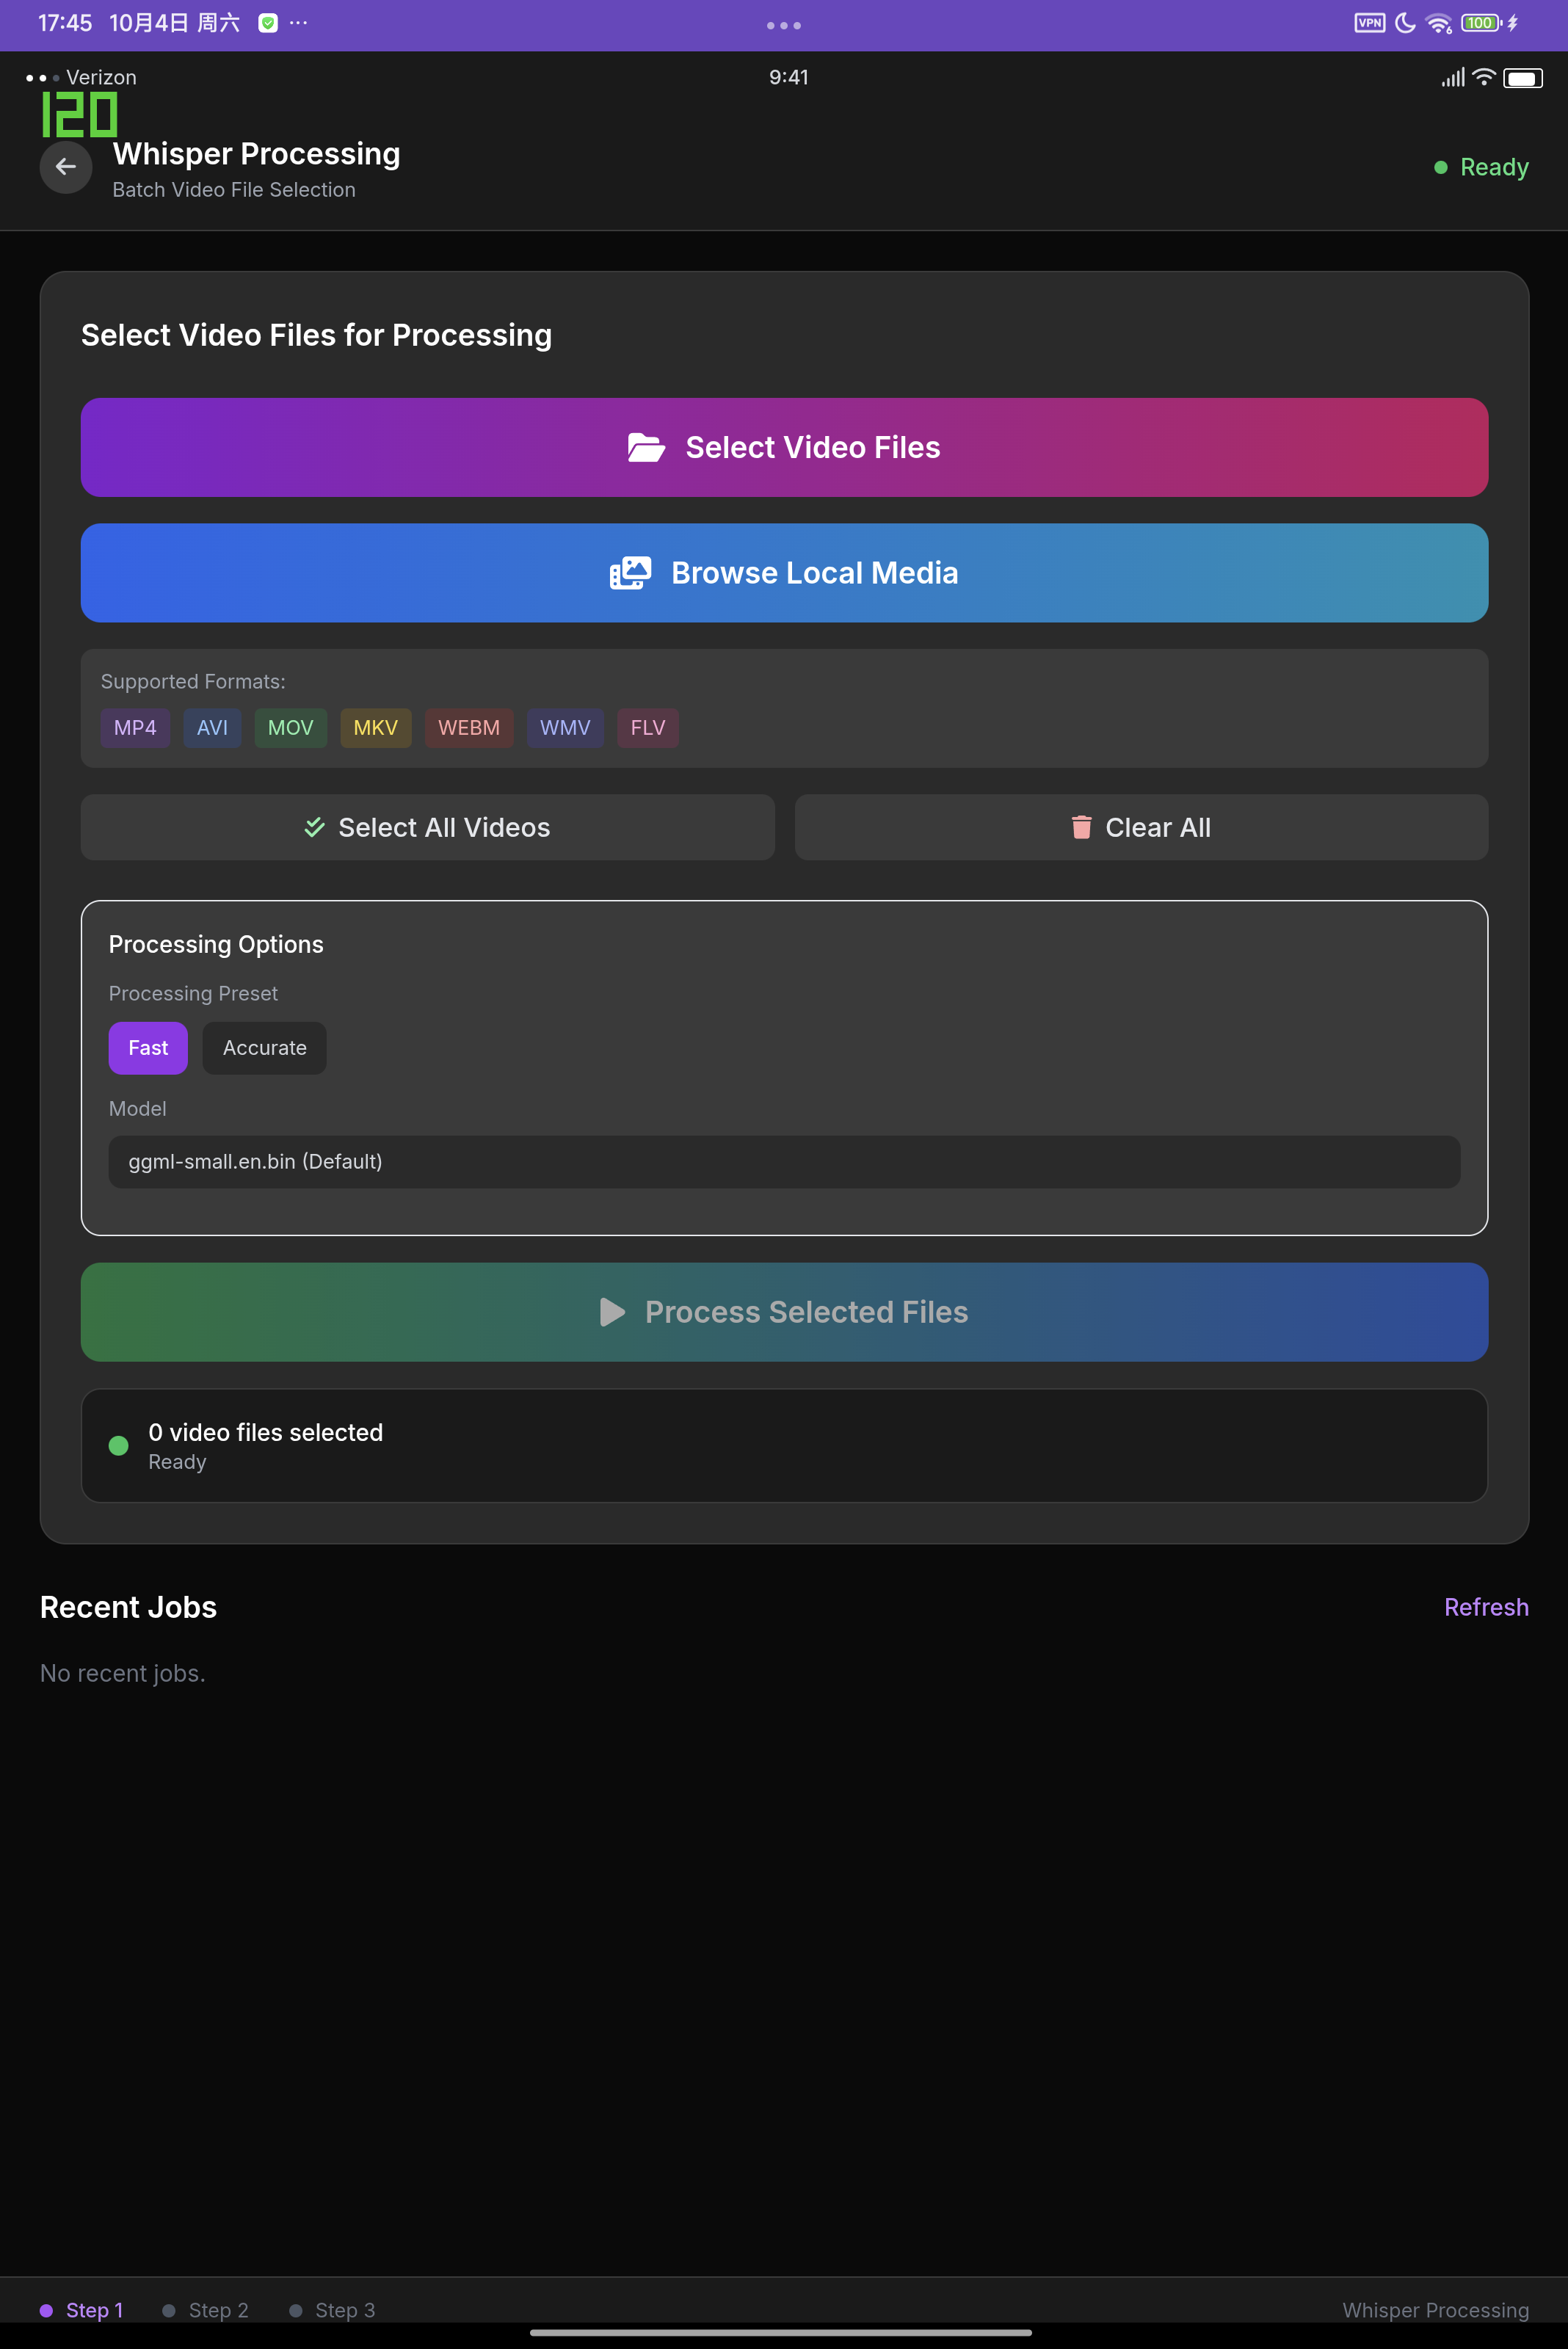 17:45 10月4日 周六 ···
VPN 6 100
Verizon 9:41
120
Whisper Processing
Batch Video File Selection
Ready
Select Video Files for Processing
Select Video Files
Browse Local Media
Supported Formats:
MP4 AVI MOV MKV WEBM WMV FLV
Select All Videos Clear All
Processing Options
Processing Preset
Fast Accurate
Model
ggml-small.en.bin (Default)
Process Selected Files
0 video files selected
Ready
Recent Jobs Refresh
No recent jobs.
Step 1 Step 2 Step 3 Whisper Processing